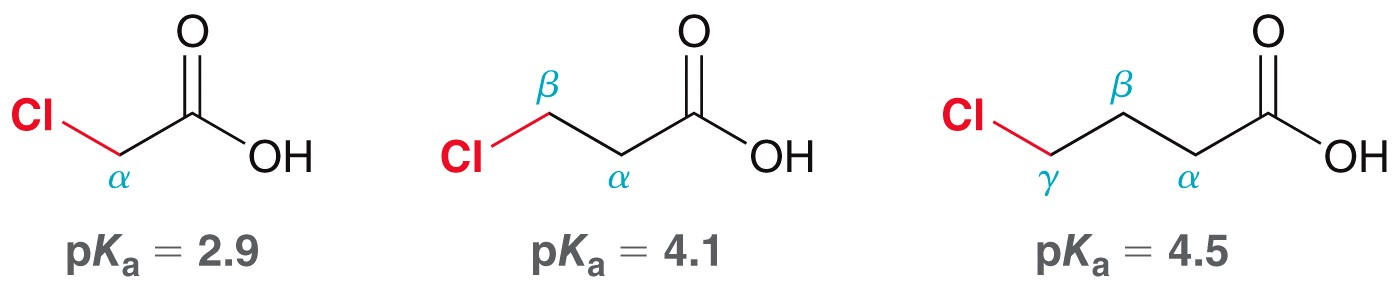 O O O
Cl β Cl β
Cl
OH OH OH
α α γ α
pKa = 2.9 pKa = 4.1 pKa = 4.5